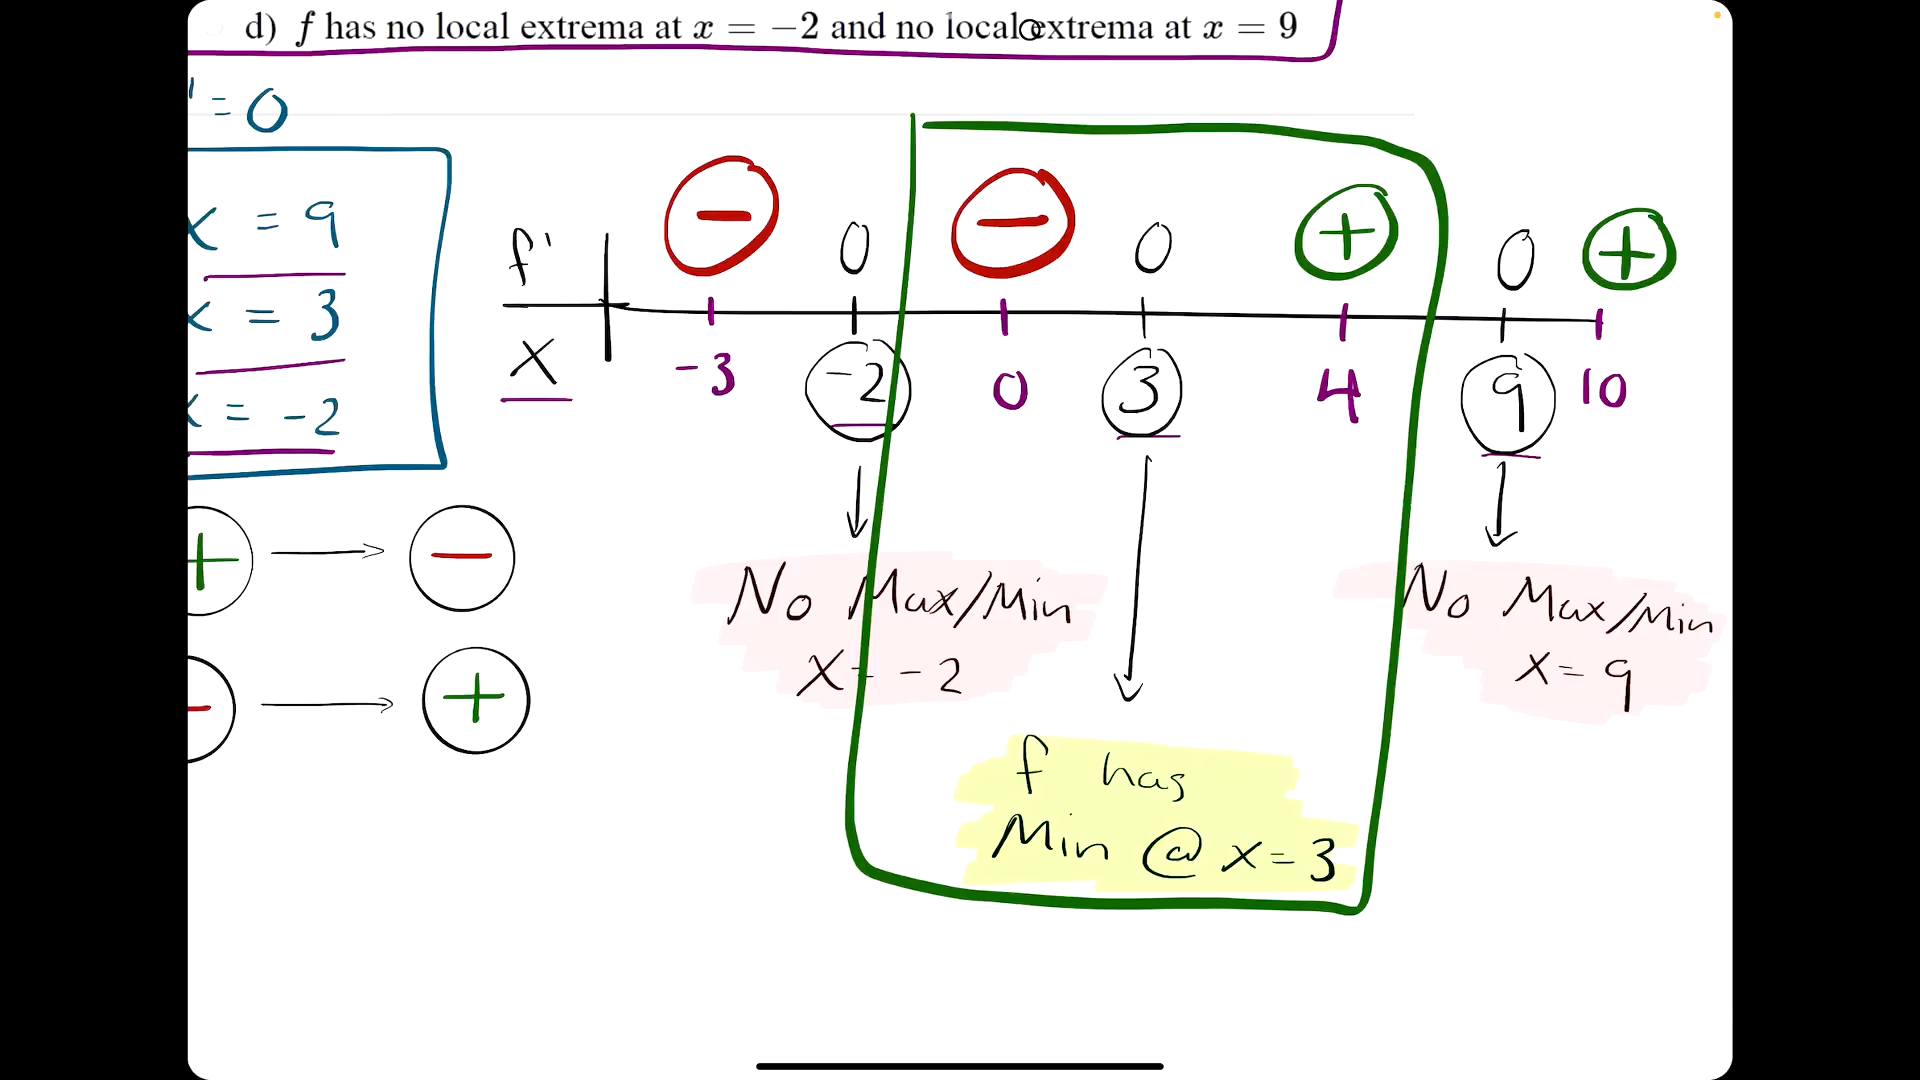 d) f has no local extrema at x = −2 and no local extrema at x = 9
' = 0
x = 9
x = 3
x = -2
f'
− 0 − 0 + 0 +
x
-3 -2 0 3 4 9 10
+ → −
− → +
No Max/Min
x = -2
No Max/Min
x = 9
f has
Min @ x = 3